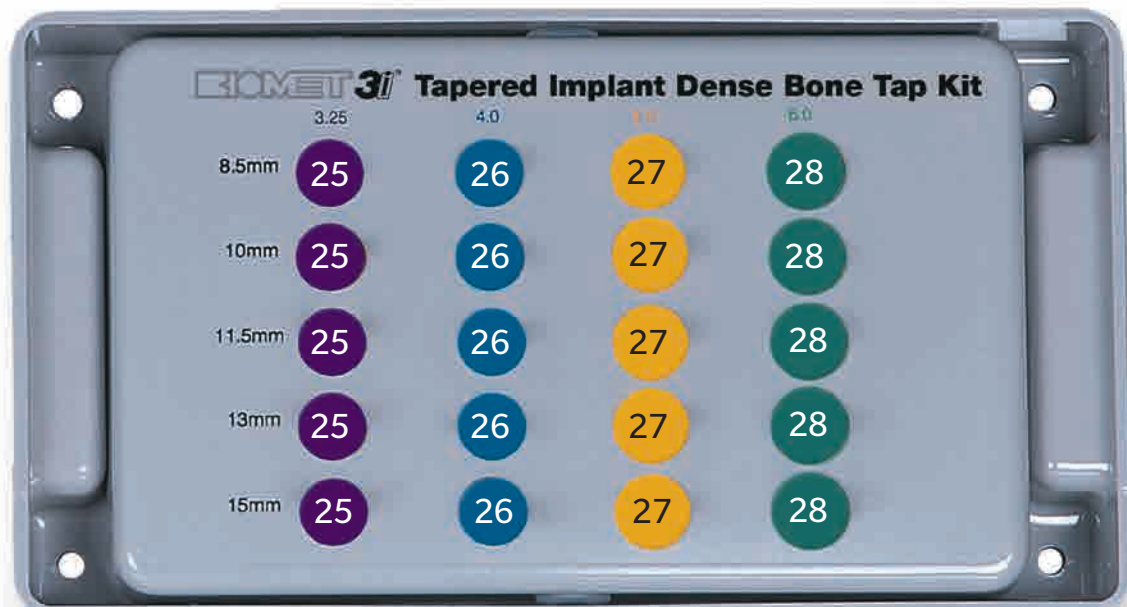 BIOMET 3i Tapered Implant Dense Bone Tap Kit
3.25 4.0 5.0 6.0
8.5mm 25 26 27 28
10mm 25 26 27 28
11.5mm 25 26 27 28
13mm 25 26 27 28
15mm 25 26 27 28